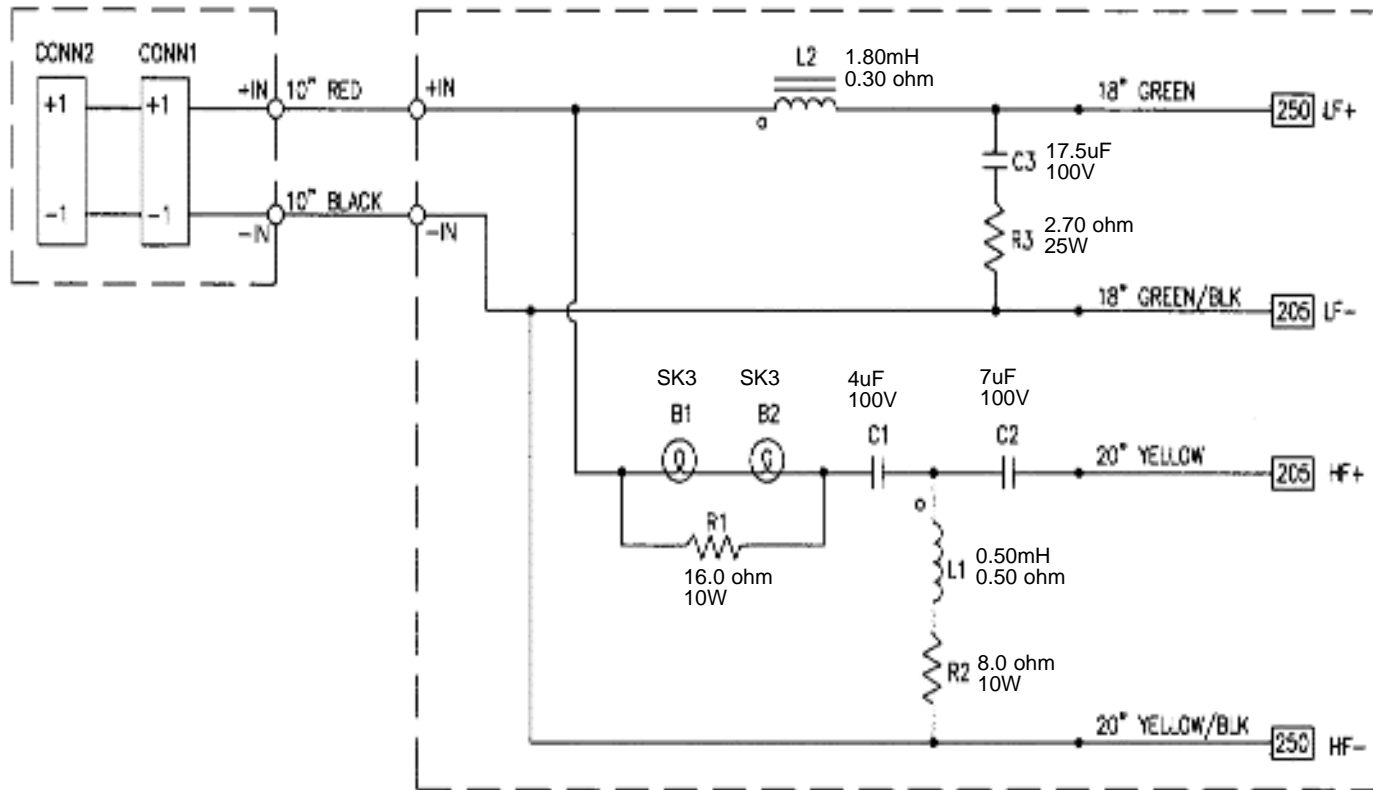 CONN2 CONN1
+1 +1
-1 -1
+IN 10" RED +IN
-IN 10" BLACK -IN
L2 1.80mH
0.30 ohm
o
18" GREEN 250 LF+
C3 17.5uF
100V
R3 2.70 ohm
25W
18" GREEN/BLK 205 LF-
SK3 SK3
B1 B2
4uF
100V
C1
7uF
100V
C2
20" YELLOW 205 HF+
R1
16.0 ohm
10W
o
L1 0.50mH
0.50 ohm
R2 8.0 ohm
10W
20" YELLOW/BLK 250 HF-